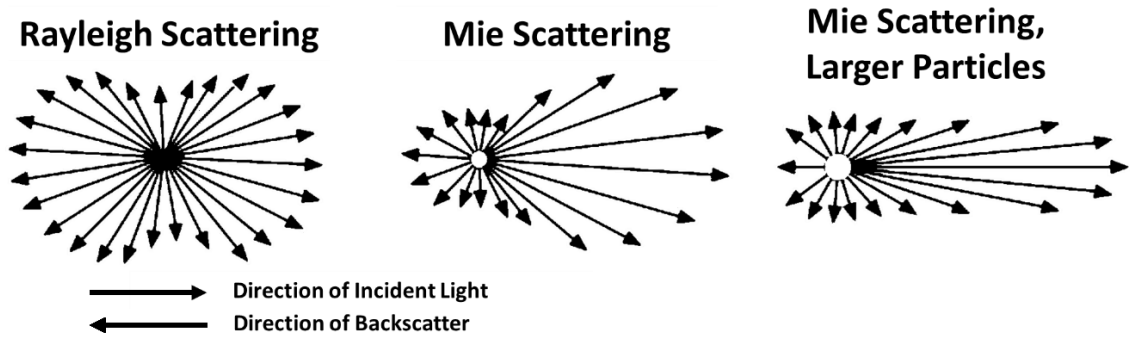 Rayleigh Scattering
Mie Scattering
Mie Scattering,
Larger Particles
Direction of Incident Light
Direction of Backscatter